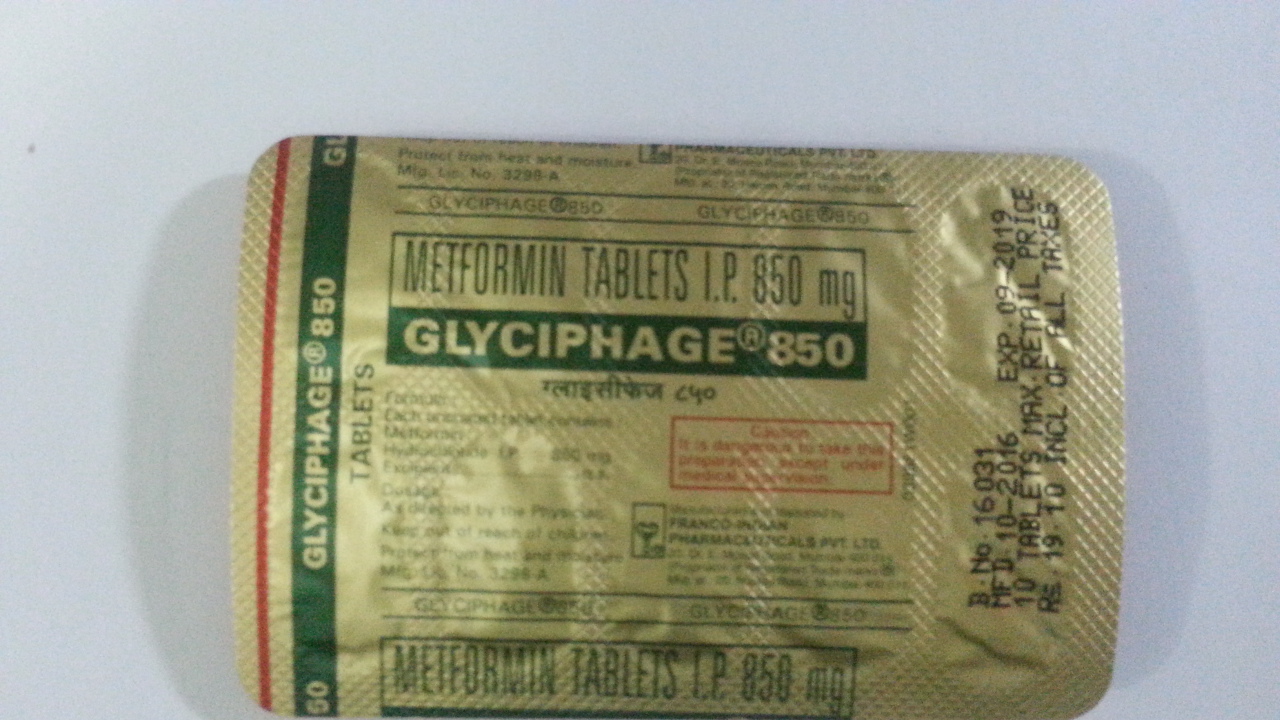 GL
GLYCIPHAGE® 850
TABLETS
Protect from heat and moisture.
Mfg. Lic. No. 3298-A
PHARMACEUTICALS PVT. LTD.
GLYCIPHAGE®850 GLYCIPHAGE®850
METFORMIN TABLETS I.P. 850 mg
GLYCIPHAGE®850
ग्लाइसीफेज ८५०
Each uncoated tablet contains:
Metformin
Hydrochloride I.P. 850 mg
Excipients q.s.
Dosage:
As directed by the Physician.
Keep out of reach of children.
Protect from heat and moisture.
Mfg. Lic. No. 3298-A
Caution
It is dangerous to take this
preparation except under
medical supervision.
FRANCO-INDIAN
PHARMACEUTICALS PVT. LTD.
GLYCIPHAGE®850 GLYCIPHAGE®850
METFORMIN TABLETS I.P. 850 mg
B.No.16031
MFD.10-2016 EXP.09-2019
10 TABLETS MAX.RETAIL PRICE
RS.19.10 INCL.OF ALL TAXES